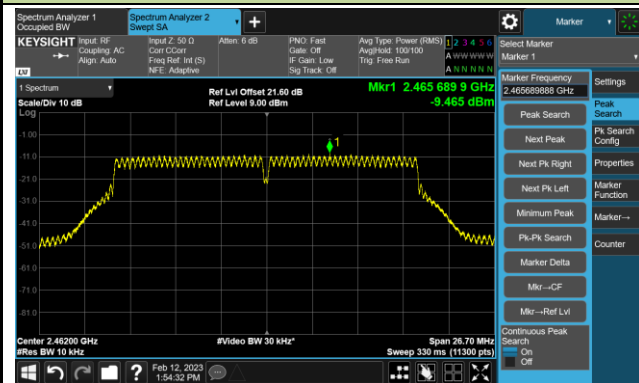 Spectrum Analyzer 1
Occupied BW
Spectrum Analyzer 2
Swept SA
Marker
KEYSIGHT
Input: RF
Coupling: AC
Align: Auto
Input Z: 50 Ω
Corr CCorr
Freq Ref: Int (S)
NFE: Adaptive
Atten: 6 dB
PNO: Fast
Gate: Off
IF Gain: Low
Sig Track: Off
Avg Type: Power (RMS)
Avg|Hold: 100/100
Trig: Free Run
1 2 3 4 5 6
A W W W W W
A N N N N N
LXI
Select Marker
Marker 1
1 Spectrum
Scale/Div 10 dB
Log
Ref Lvl Offset 21.60 dB
Ref Level 9.00 dBm
Mkr1 2.465 689 9 GHz
-9.465 dBm
-1.00
-11.0
-21.0
-31.0
-41.0
-51.0
-61.0
-71.0
-81.0
1
Center 2.46200 GHz
#Res BW 10 kHz
#Video BW 30 kHz*
Span 26.70 MHz
Sweep 330 ms (11300 pts)
Marker Frequency
2.465689888 GHz
Peak Search
Next Peak
Next Pk Right
Next Pk Left
Minimum Peak
Pk-Pk Search
Marker Delta
Mkr→CF
Mkr→Ref Lvl
Continuous Peak
Search
On
Off
Settings
Peak
Search
Pk Search
Config
Properties
Marker
Function
Marker→
Counter
Feb 12, 2023
1:54:32 PM